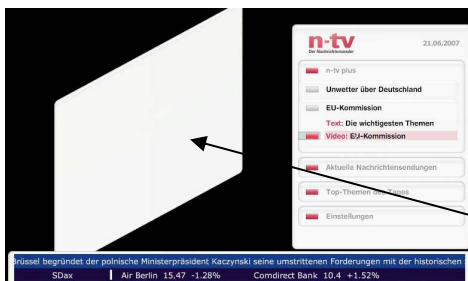 n-tv
Der Nachrichtensender
21.06.2007
n-tv plus
Unwetter über Deutschland
EU-Kommission
Text: Die wichtigsten Themen
Video: EU-Kommission
Aktuelle Nachrichtensendungen
Top-Themen des Tages
Einstellungen
Brüssel begründet der polnische Ministerpräsident Kaczynski seine umstrittenen Forderungen mit der historischen
SDax Air Berlin 15.47 -1.28% Comdirect Bank 10.4 +1.52%